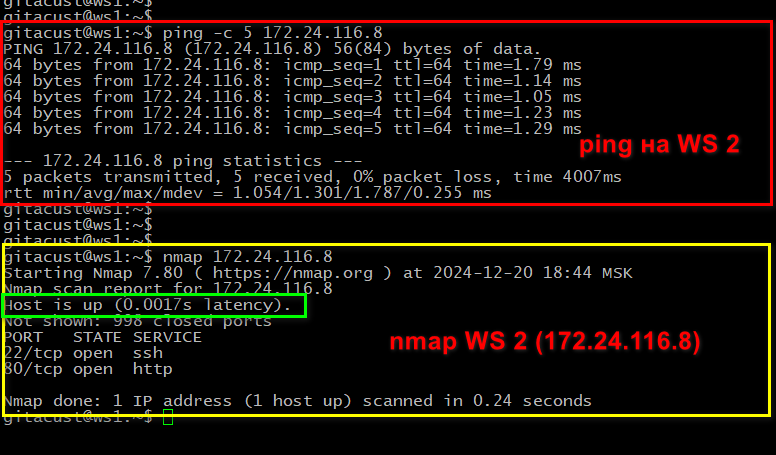 gitacust@ws1:~$
gitacust@ws1:~$ ping -c 5 172.24.116.8
PING 172.24.116.8 (172.24.116.8) 56(84) bytes of data.
64 bytes from 172.24.116.8: icmp_seq=1 ttl=64 time=1.79 ms
64 bytes from 172.24.116.8: icmp_seq=2 ttl=64 time=1.14 ms
64 bytes from 172.24.116.8: icmp_seq=3 ttl=64 time=1.05 ms
64 bytes from 172.24.116.8: icmp_seq=4 ttl=64 time=1.23 ms
64 bytes from 172.24.116.8: icmp_seq=5 ttl=64 time=1.29 ms
ping на WS 2
--- 172.24.116.8 ping statistics ---
5 packets transmitted, 5 received, 0% packet loss, time 4007ms
rtt min/avg/max/mdev = 1.054/1.301/1.787/0.255 ms
gitacust@ws1:~$
gitacust@ws1:~$
gitacust@ws1:~$
gitacust@ws1:~$ nmap 172.24.116.8
Starting Nmap 7.80 ( https://nmap.org ) at 2024-12-20 18:44 MSK
Nmap scan report for 172.24.116.8
Host is up (0.0017s latency).
Not shown: 998 closed ports
PORT   STATE SERVICE
22/tcp open  ssh
80/tcp open  http
nmap WS 2 (172.24.116.8)
Nmap done: 1 IP address (1 host up) scanned in 0.24 seconds
gitacust@ws1:~$